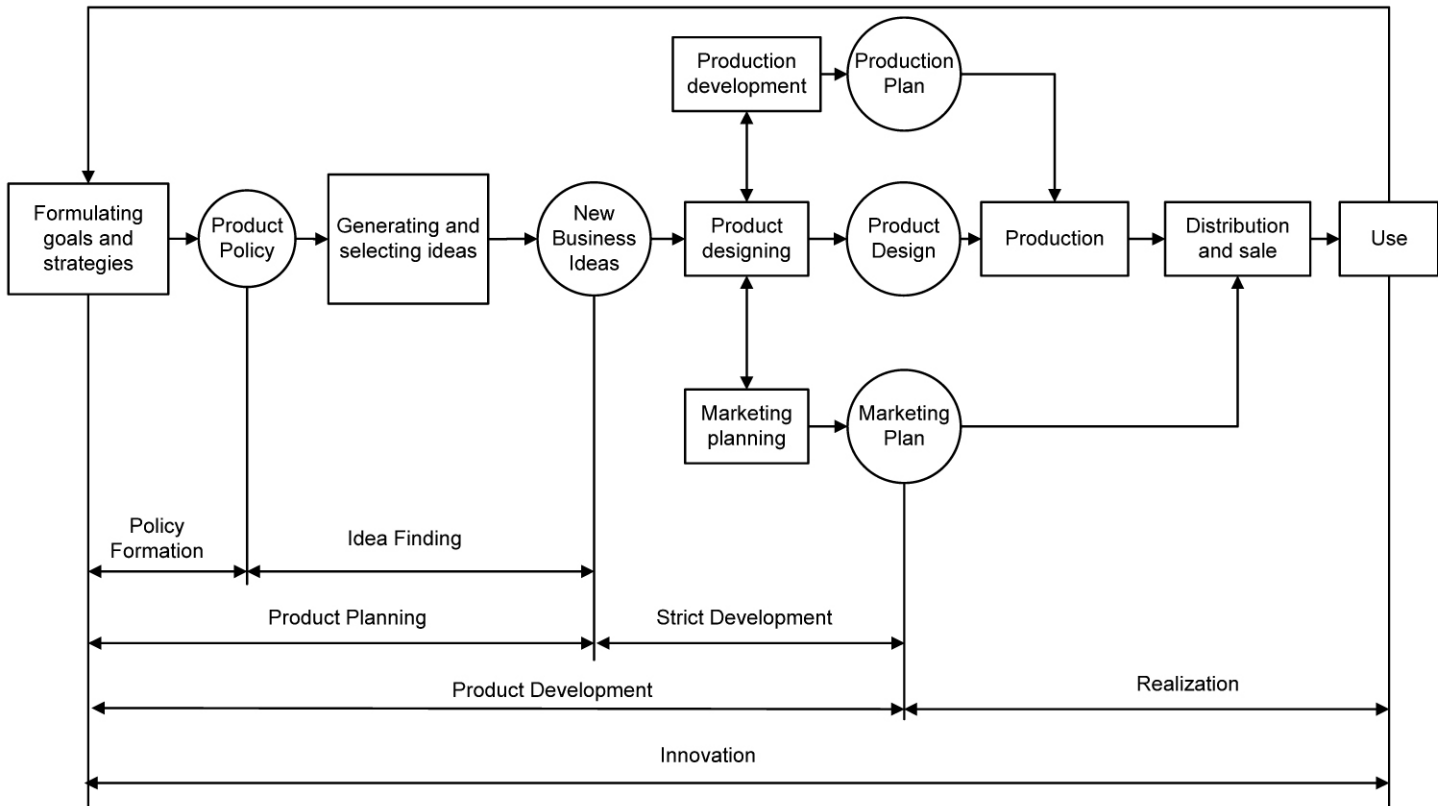 Production
development
Production
Plan
Formulating
goals and
strategies
Product
Policy
Generating and
selecting ideas
New
Business
Ideas
Product
designing
Product
Design
Production
Distribution
and sale
Use
Marketing
planning
Marketing
Plan
Policy
Formation
Idea Finding
Product Planning
Strict Development
Product Development
Realization
Innovation